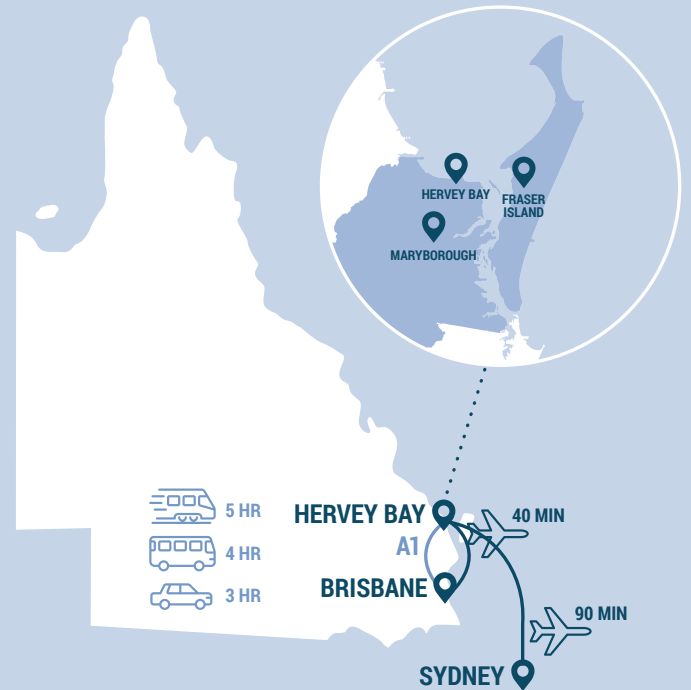 HERVEY BAY
FRASER
ISLAND
MARYBOROUGH
5 HR
HERVEY BAY
40 MIN
4 HR
A1
3 HR
BRISBANE
90 MIN
SYDNEY